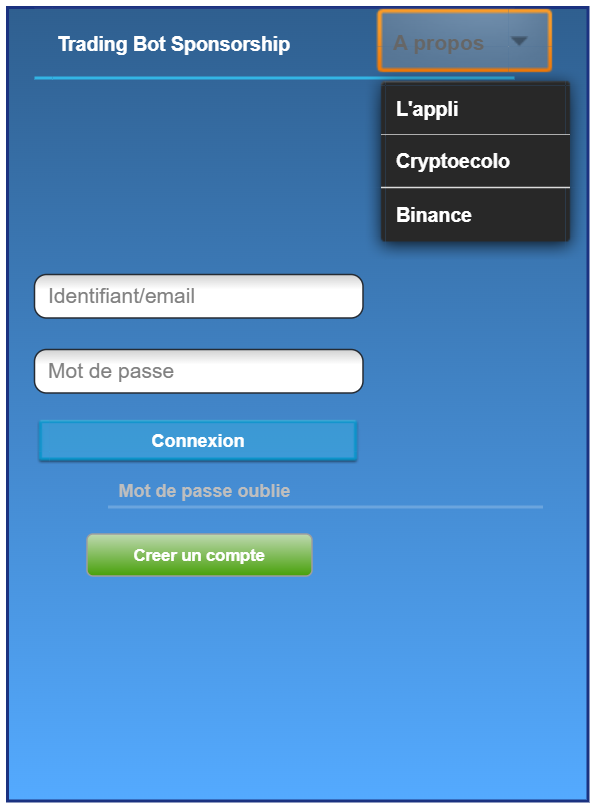 Trading Bot Sponsorship
A propos
L'appli
Cryptoecolo
Binance
Identifiant/email
Mot de passe
Connexion
Mot de passe oublie
Creer un compte